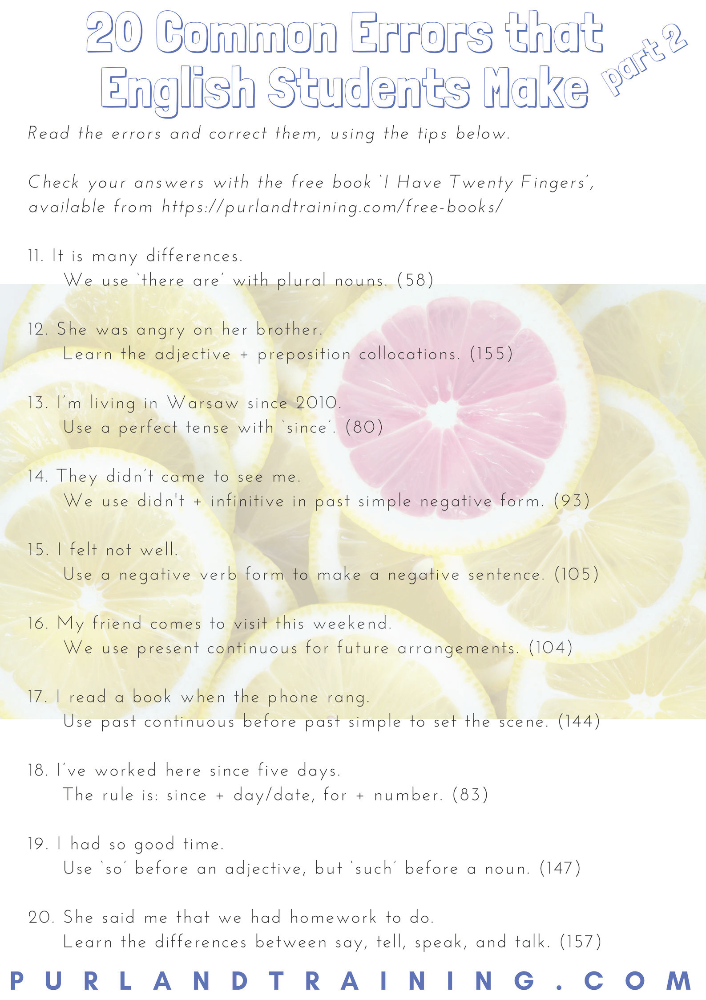 20 Common Errors that
English Students Make
part 2
Read the errors and correct them, using the tips below.
Check your answers with the free book ‘I Have Twenty Fingers’,
available from https://purlandtraining.com/free-books/
11. It is many differences.
We use ‘there are’ with plural nouns. (58)
12. She was angry on her brother.
Learn the adjective + preposition collocations. (155)
13. I’m living in Warsaw since 2010.
Use a perfect tense with ‘since’. (80)
14. They didn’t came to see me.
We use didn't + infinitive in past simple negative form. (93)
15. I felt not well.
Use a negative verb form to make a negative sentence. (105)
16. My friend comes to visit this weekend.
We use present continuous for future arrangements. (104)
17. I read a book when the phone rang.
Use past continuous before past simple to set the scene. (144)
18. I’ve worked here since five days.
The rule is: since + day/date, for + number. (83)
19. I had so good time.
Use ‘so’ before an adjective, but ‘such’ before a noun. (147)
20. She said me that we had homework to do.
Learn the differences between say, tell, speak, and talk. (157)
PURLANDTRAINING.COM